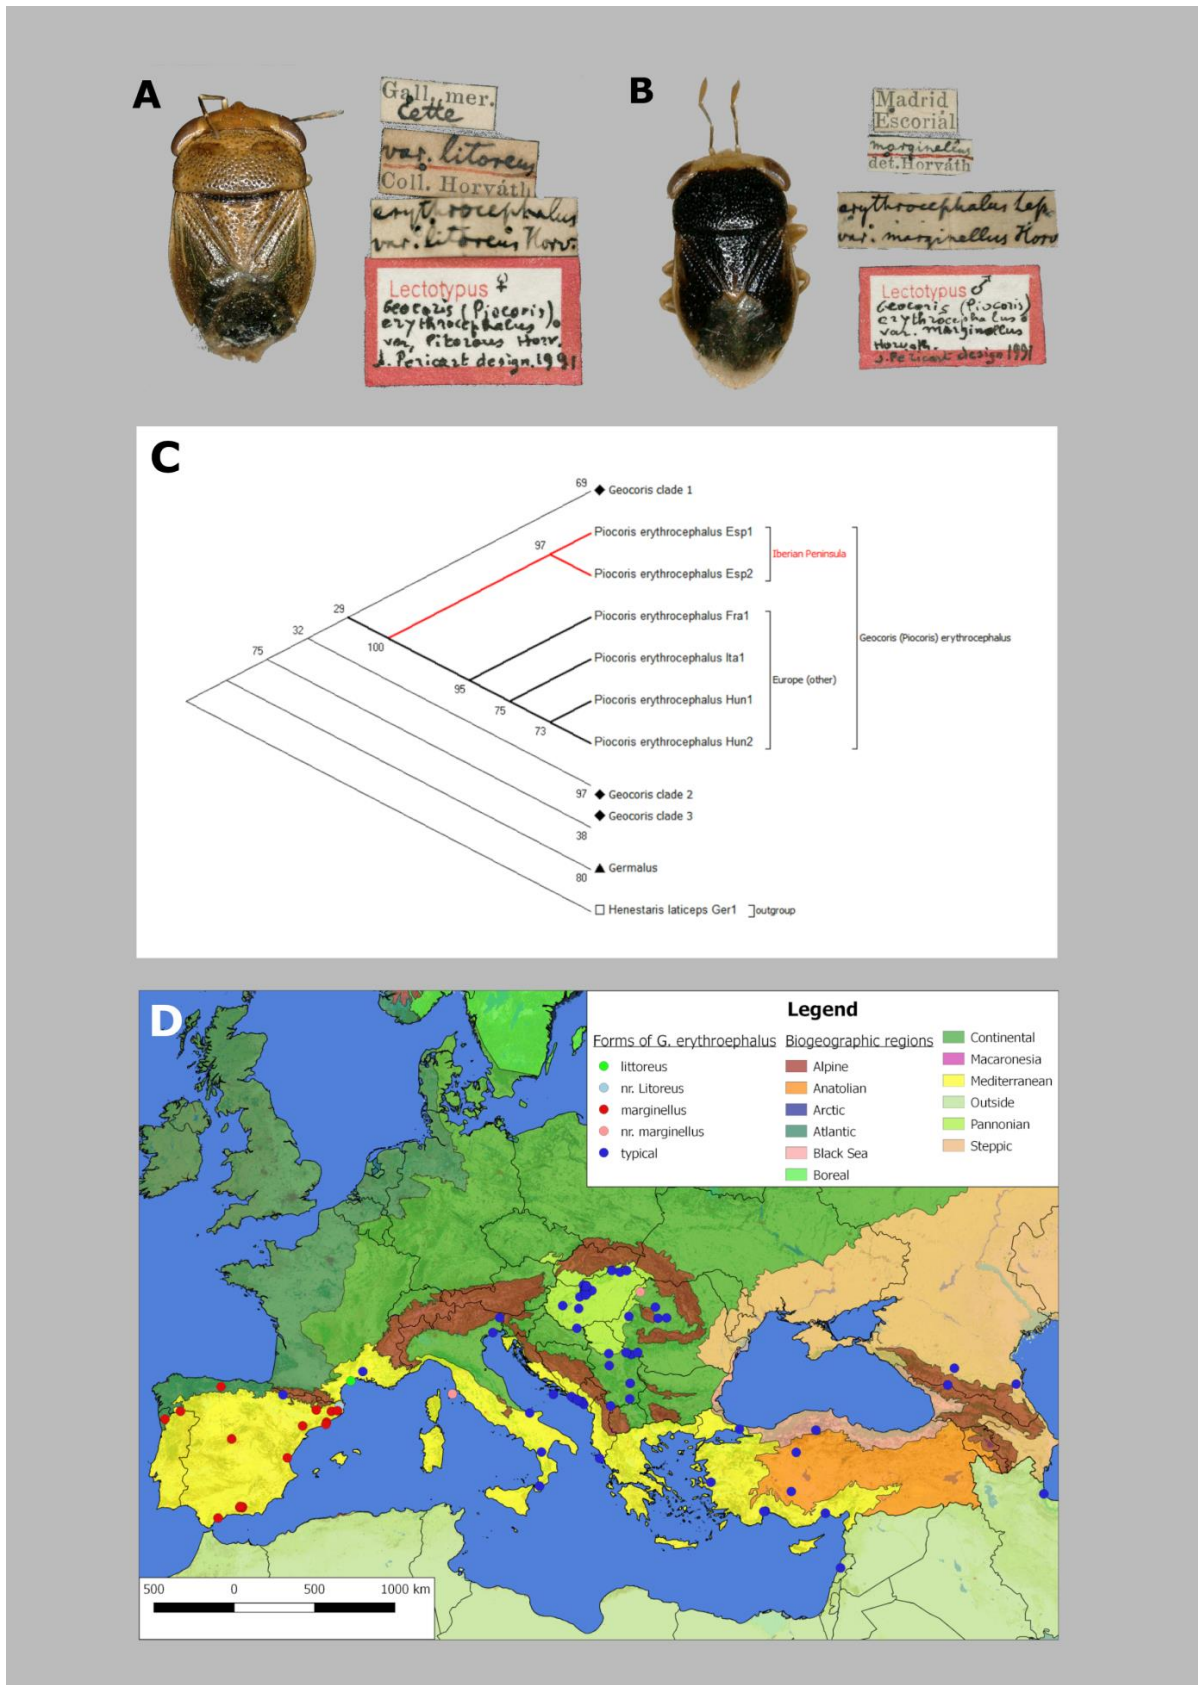 A
Gall. mer.
Cette
var. litoreus
Coll. Horváth
erythrocephalus
var. litoreus Horv.
Lectotypus ♀
Geocoris (Piocoris)
erythrocephalus
var. litoreus Horv.
J. Pericart design. 1991
B
Madrid
Escorial
marginellus
det. Horváth
erythrocephalus Lep.
var. marginellus Horv
Lectotypus ♂
Geocoris (Piocoris)
erythrocephalus
var. marginellus
Horvath.
J. Pericart design 1991
C
69
◆ Geocoris clade 1
Piocoris erythrocephalus Esp1
97
Iberian Peninsula
Piocoris erythrocephalus Esp2
29
Piocoris erythrocephalus Fra1
32
100
Geocoris (Piocoris) erythrocephalus
75
Piocoris erythrocephalus Ita1
95
Europe (other)
75
Piocoris erythrocephalus Hun1
73
Piocoris erythrocephalus Hun2
97
◆ Geocoris clade 2
◆ Geocoris clade 3
38
▲ Germalus
80
□ Henestaris laticeps Ger1
outgroup
D
Legend
Forms of G. erythroephalus
littoreus
nr. Litoreus
marginellus
nr. marginellus
typical
Biogeographic regions
Alpine
Anatolian
Arctic
Atlantic
Black Sea
Boreal
Continental
Macaronesia
Mediterranean
Outside
Pannonian
Steppic
500 0 500 1000 km